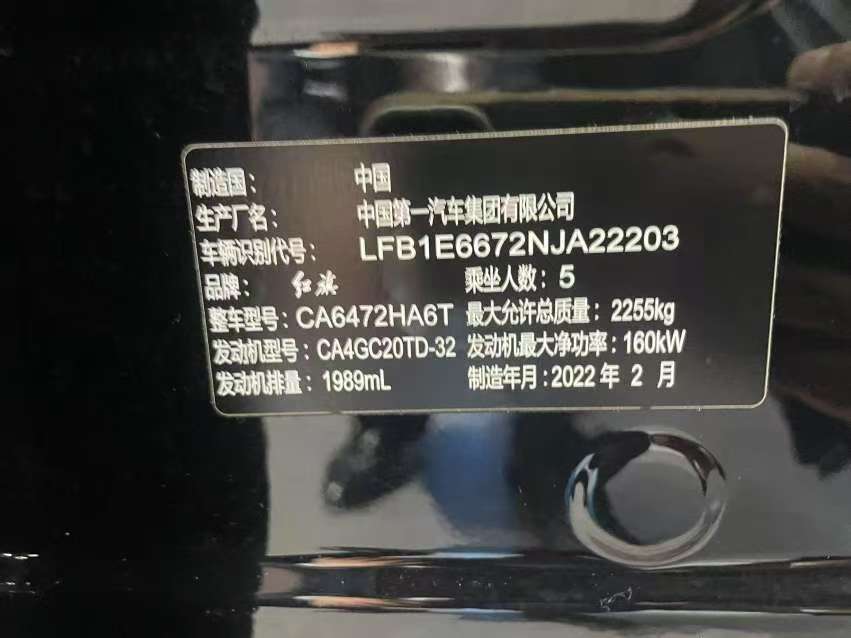 制造国： 中国
生产厂名： 中国第一汽车集团有限公司
车辆识别代号： LFB1E6672NJA22203
品牌： 红旗 乘坐人数：5
整车型号：CA6472HA6T 最大允许总质量：2255kg
发动机型号：CA4GC20TD-32 发动机最大净功率：160kW
发动机排量：1989mL 制造年月：2022 年 2 月